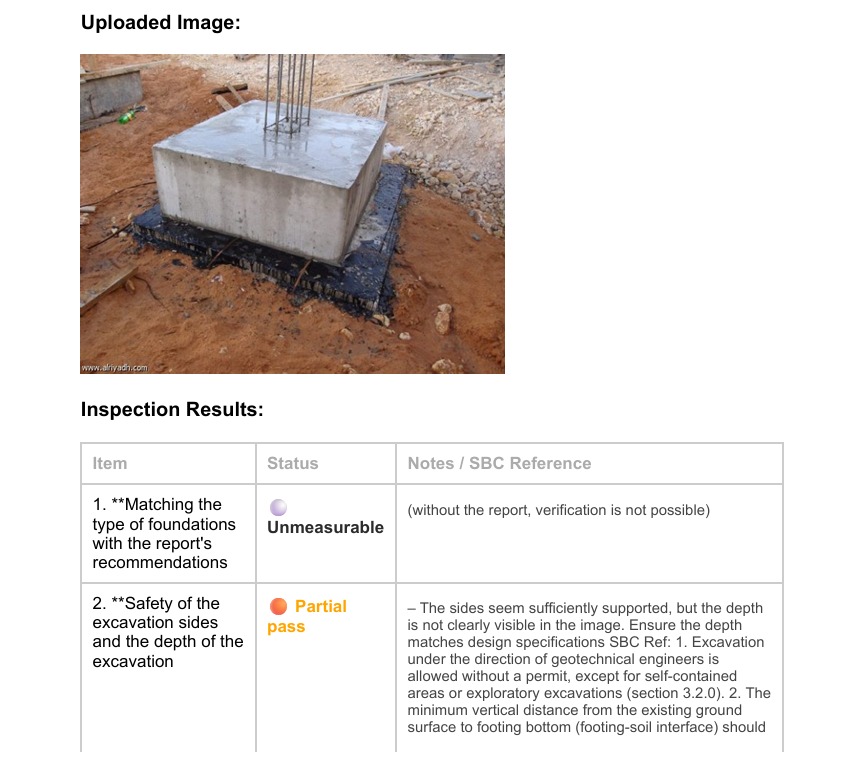 Uploaded Image:
www.alriyadh.com
Inspection Results:
Item
Status
Notes / SBC Reference
1. **Matching the
type of foundations
with the report's
recommendations
Unmeasurable
(without the report, verification is not possible)
2. **Safety of the
excavation sides
and the depth of the
excavation
Partial
pass
– The sides seem sufficiently supported, but the depth
is not clearly visible in the image. Ensure the depth
matches design specifications SBC Ref: 1. Excavation
under the direction of geotechnical engineers is
allowed without a permit, except for self-contained
areas or exploratory excavations (section 3.2.0). 2. The
minimum vertical distance from the existing ground
surface to footing bottom (footing-soil interface) should